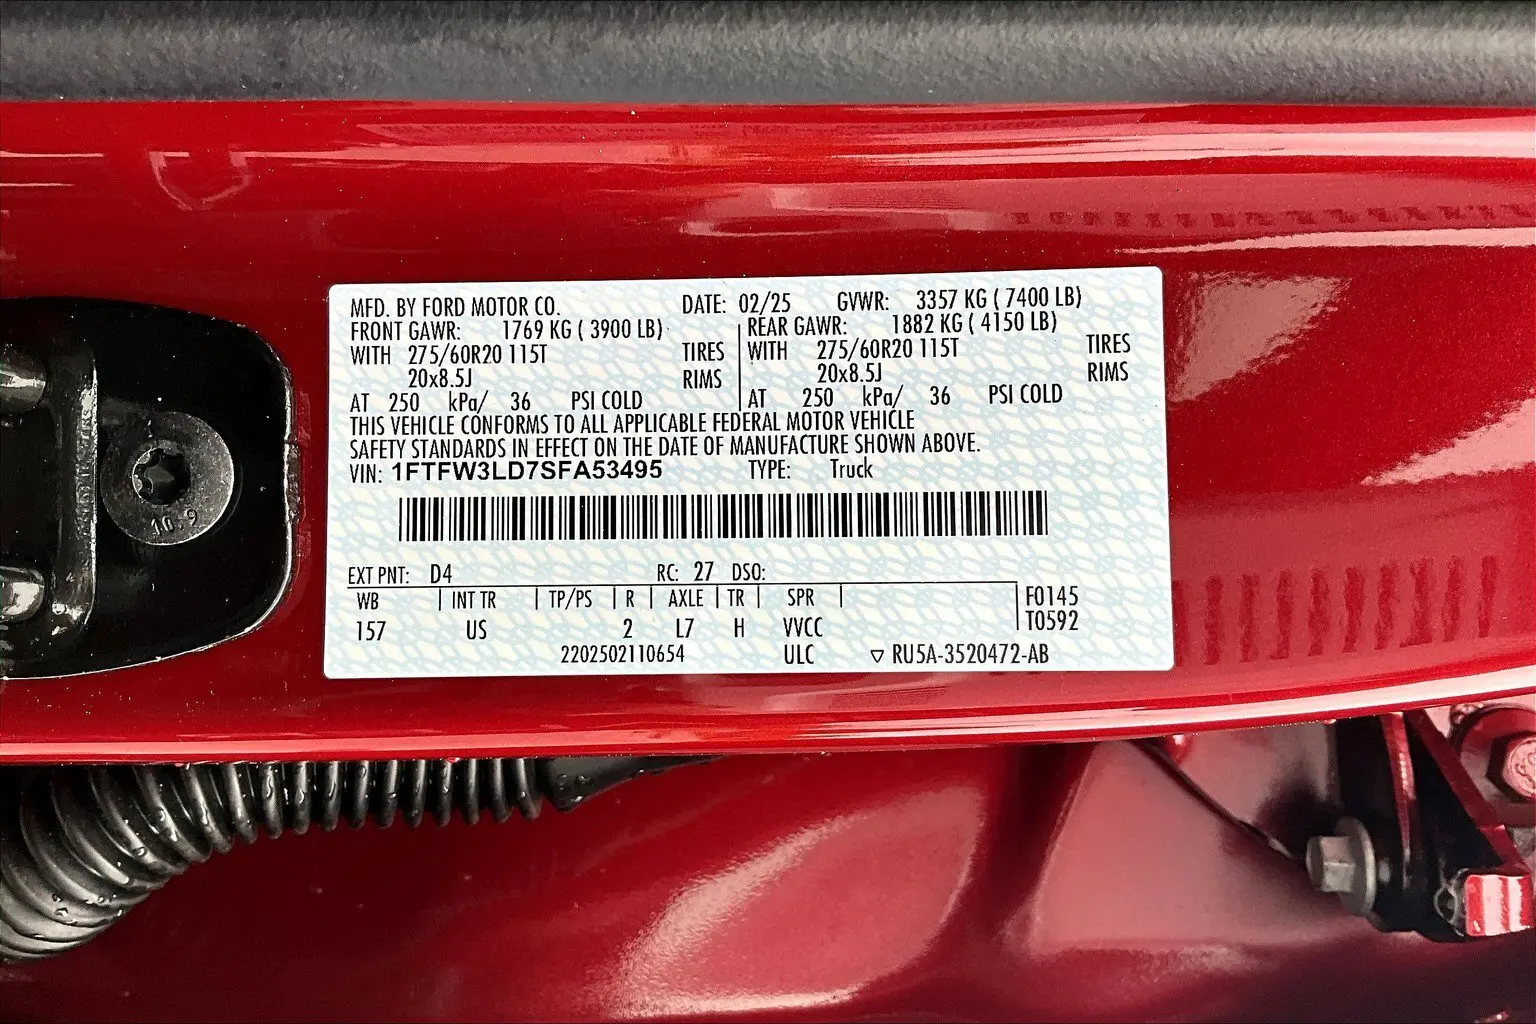 MFD. BY FORD MOTOR CO. DATE: 02/25 GVWR: 3357 KG ( 7400 LB)
FRONT GAWR: 1769 KG ( 3900 LB) REAR GAWR: 1882 KG ( 4150 LB)
WITH 275/60R20 115T TIRES WITH 275/60R20 115T TIRES
20x8.5J RIMS 20x8.5J RIMS
AT 250 kPa/ 36 PSI COLD AT 250 kPa/ 36 PSI COLD
THIS VEHICLE CONFORMS TO ALL APPLICABLE FEDERAL MOTOR VEHICLE
SAFETY STANDARDS IN EFFECT ON THE DATE OF MANUFACTURE SHOWN ABOVE.
VIN: 1FTFW3LD7SFA53495 TYPE: Truck
EXT PNT: D4 RC: 27 DSO:
WB INT TR TP/PS R AXLE TR SPR F0145
157 US 2 L7 H VVCC T0592
2202502110654 ULC ▽ RU5A-3520472-AB
10 9